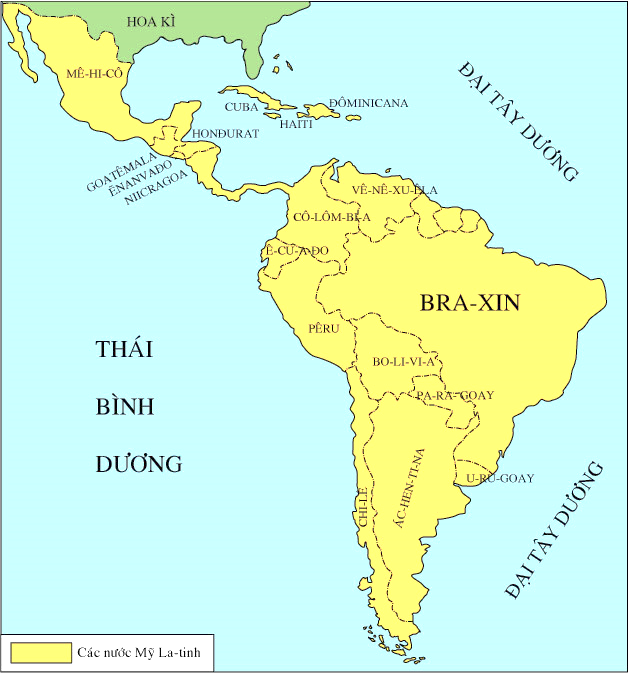 HOA KÌ
MÊ-HI-CÔ
ĐẠI TÂY DƯƠNG
CUBA
ĐÔMINICANA
HAITI
HONĐURAT
GOATÊMALA
ÊNANVAĐO
NIICRAGOA
VÊ-NÊ-XU-ÊLA
CÔ-LÔM-BI-A
Ê-CU-A-ĐO
BRA-XIN
PÊRU
THÁI
BÌNH
DƯƠNG
BO-LI-VI-A
PA-RA-GOAY
ÁC-HEN-TI-NA
U-RU-GOAY
CHI-LÊ
ĐẠI TÂY DƯƠNG
Các nước Mỹ La-tinh